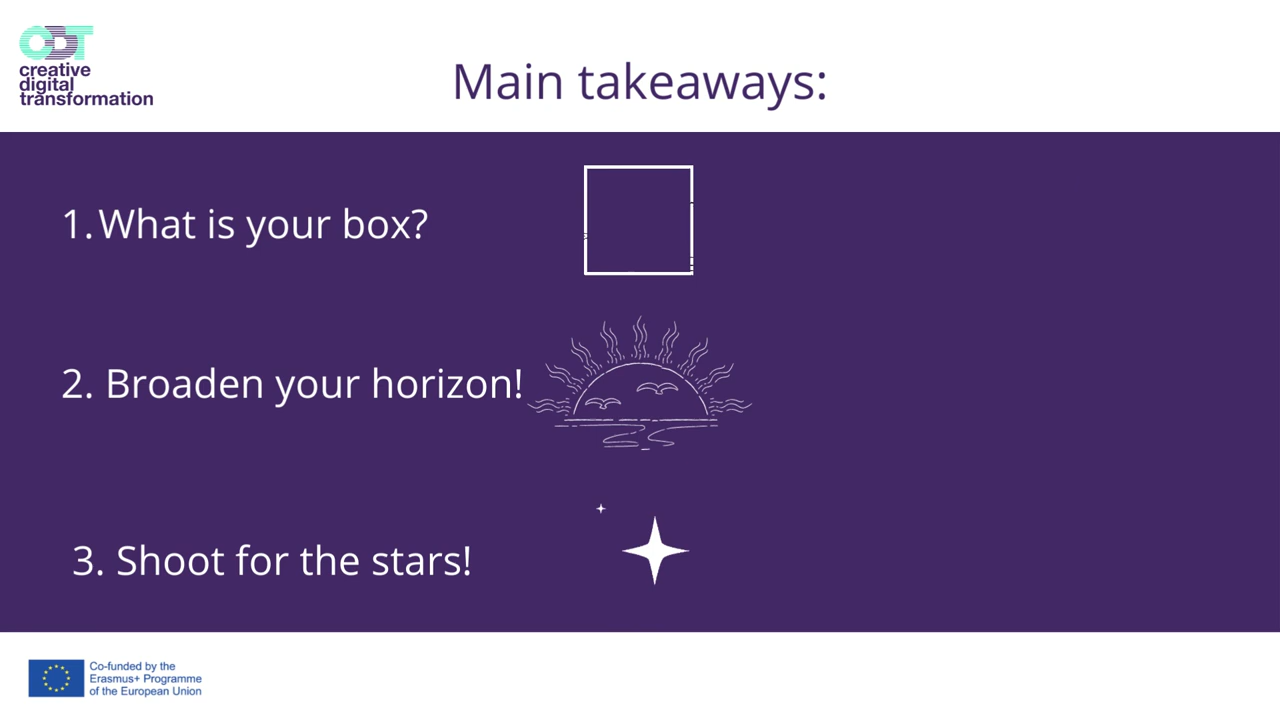 CDT
creative
digital
transformation
Main takeaways:
1. What is your box?
2. Broaden your horizon!
3. Shoot for the stars!
Co-funded by the
Erasmus+ Programme
of the European Union